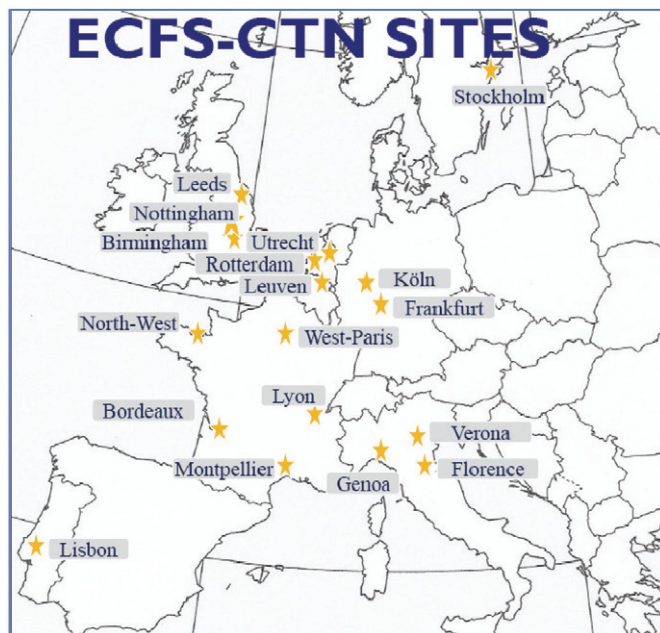 ECFS-CTN SITES
Stockholm
Leeds
Nottingham
Birmingham
Utrecht
Rotterdam
Leuven
Köln
Frankfurt
North-West
West-Paris
Lyon
Bordeaux
Verona
Montpellier
Genoa
Florence
Lisbon